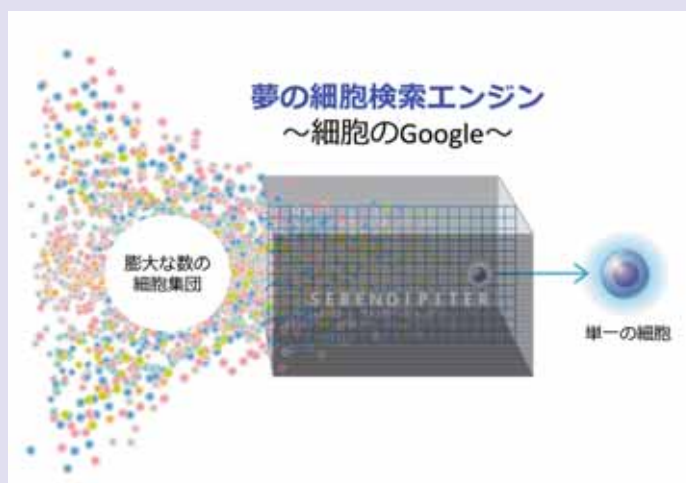 夢の細胞検索エンジン
～細胞のGoogle～
膨大な数の
細胞集団
SERENDIPITER
単一の細胞